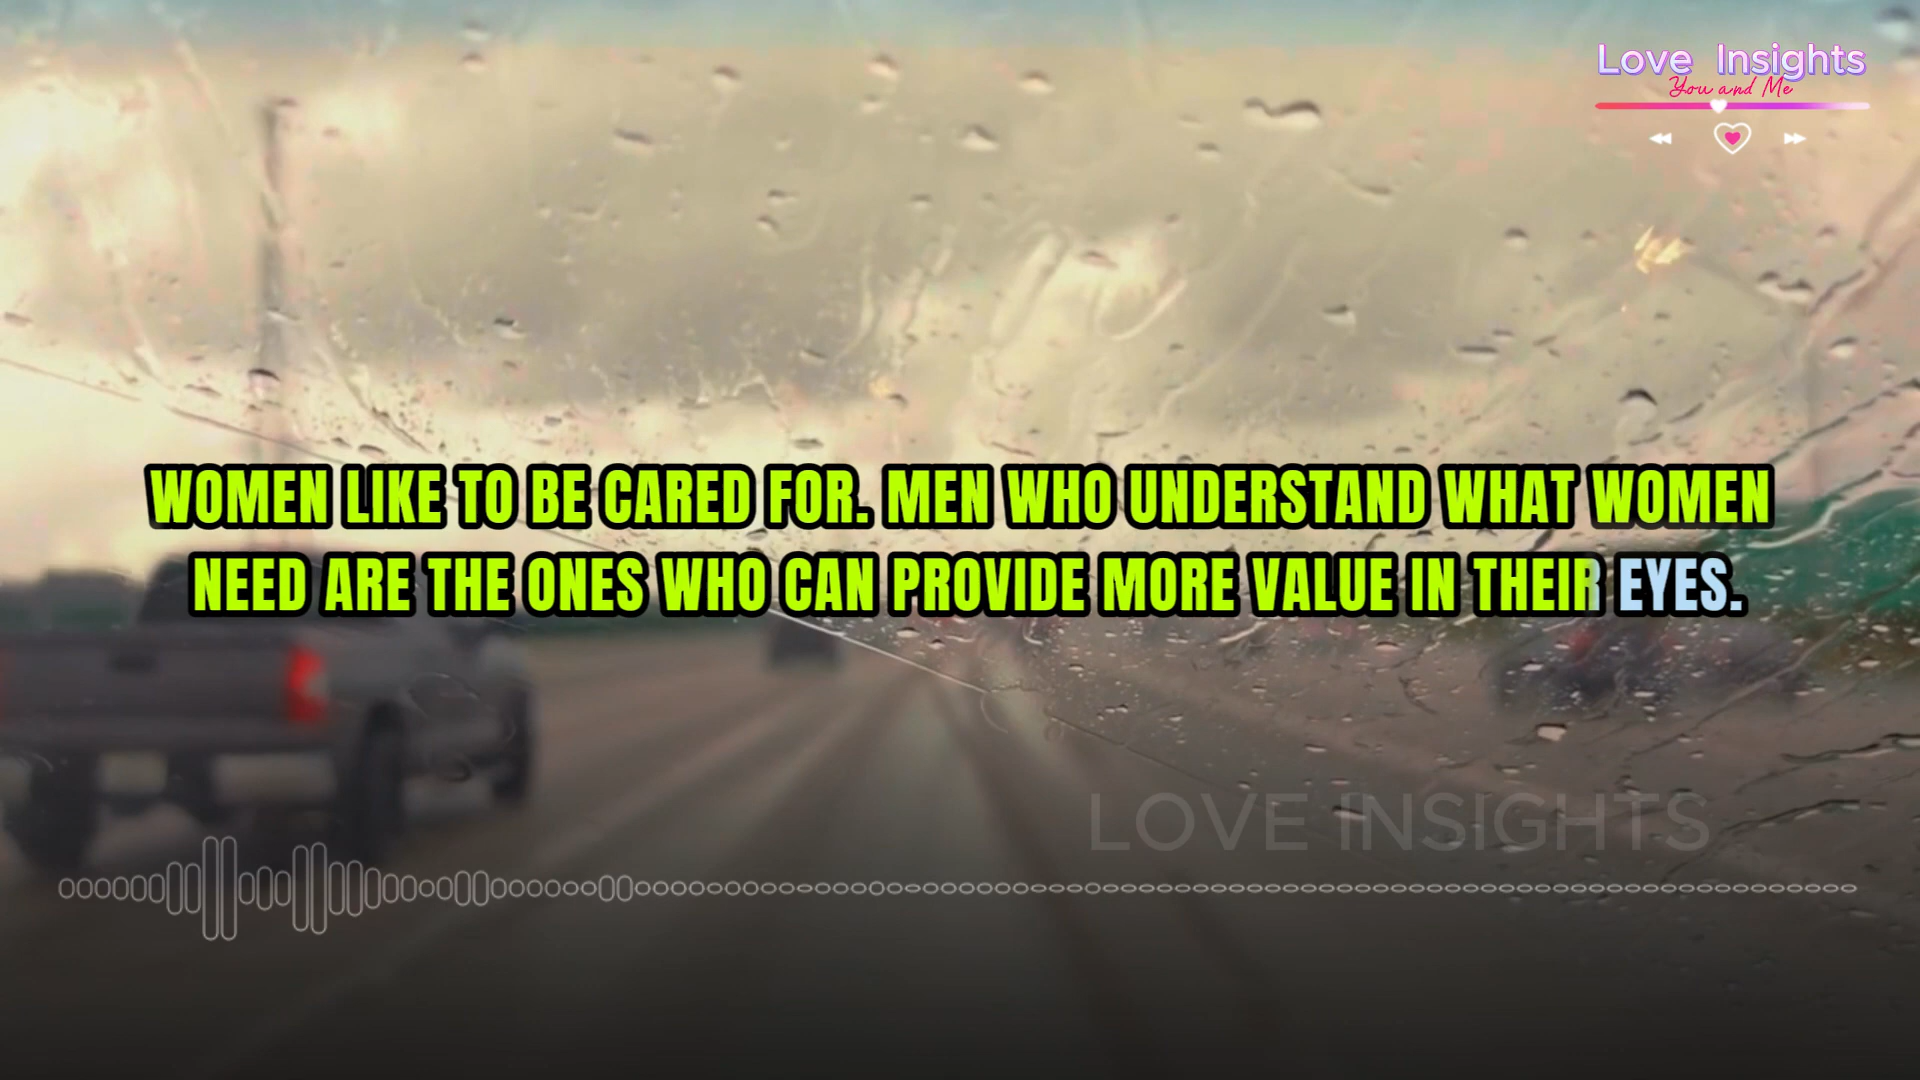 Love Insights
You and Me
WOMEN LIKE TO BE CARED FOR. MEN WHO UNDERSTAND WHAT WOMEN
NEED ARE THE ONES WHO CAN PROVIDE MORE VALUE IN THEIR EYES.
LOVE INSIGHTS